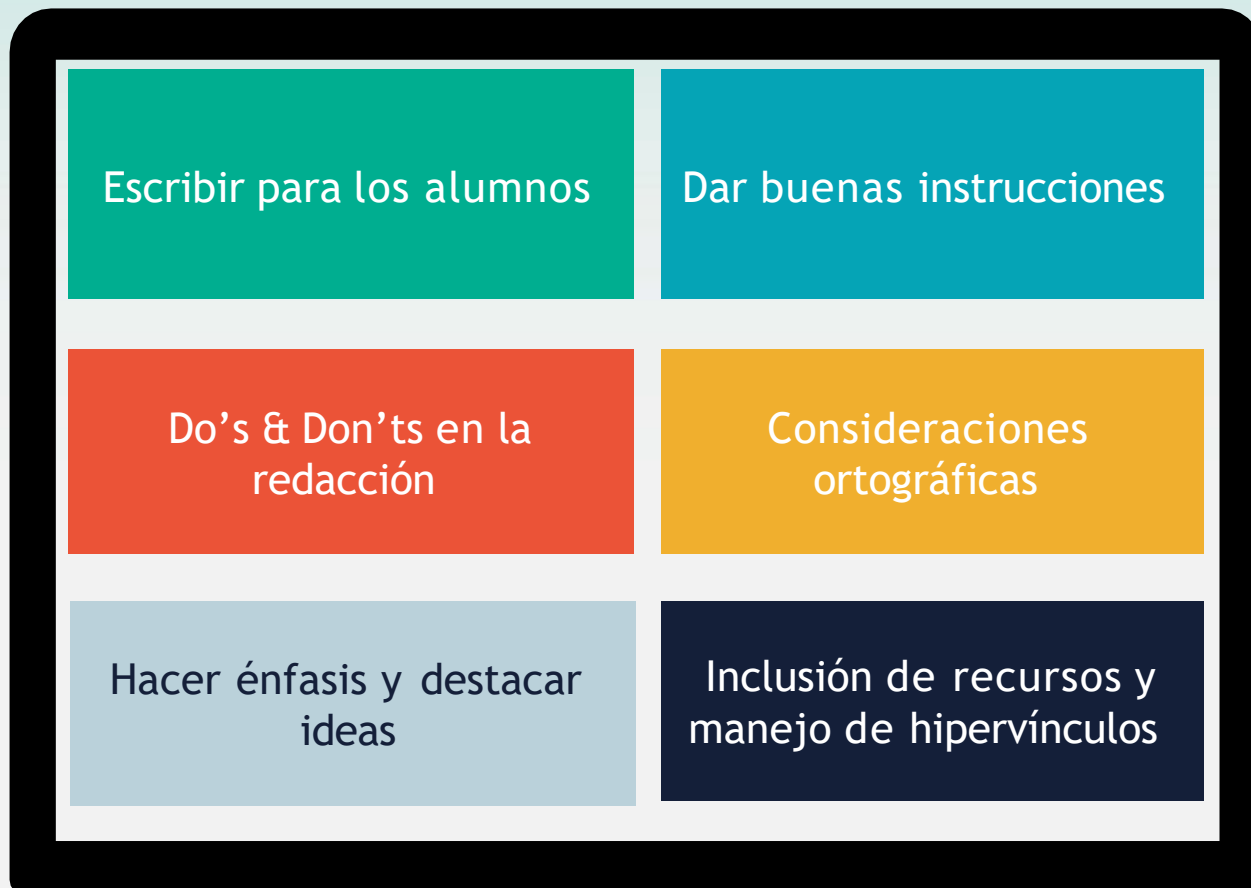 Escribir para los alumnos
Dar buenas instrucciones
Do’s & Don’ts en la
redacción
Consideraciones
ortográficas
Hacer énfasis y destacar
ideas
Inclusión de recursos y
manejo de hipervínculos